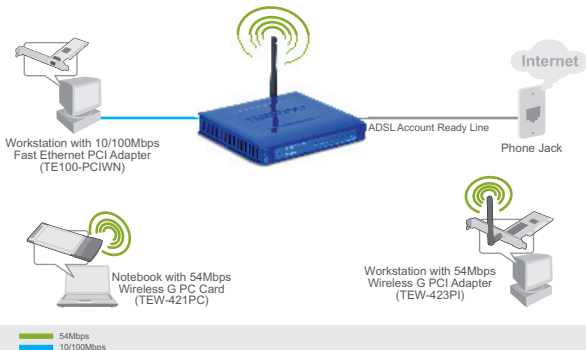 Internet
ADSL Account Ready Line
Phone Jack
Workstation with 10/100Mbps
Fast Ethernet PCI Adapter
(TE100-PCIWN)
Notebook with 54Mbps
Wireless G PC Card
(TEW-421PC)
Workstation with 54Mbps
Wireless G PCI Adapter
(TEW-423PI)
54Mbps
10/100Mbps